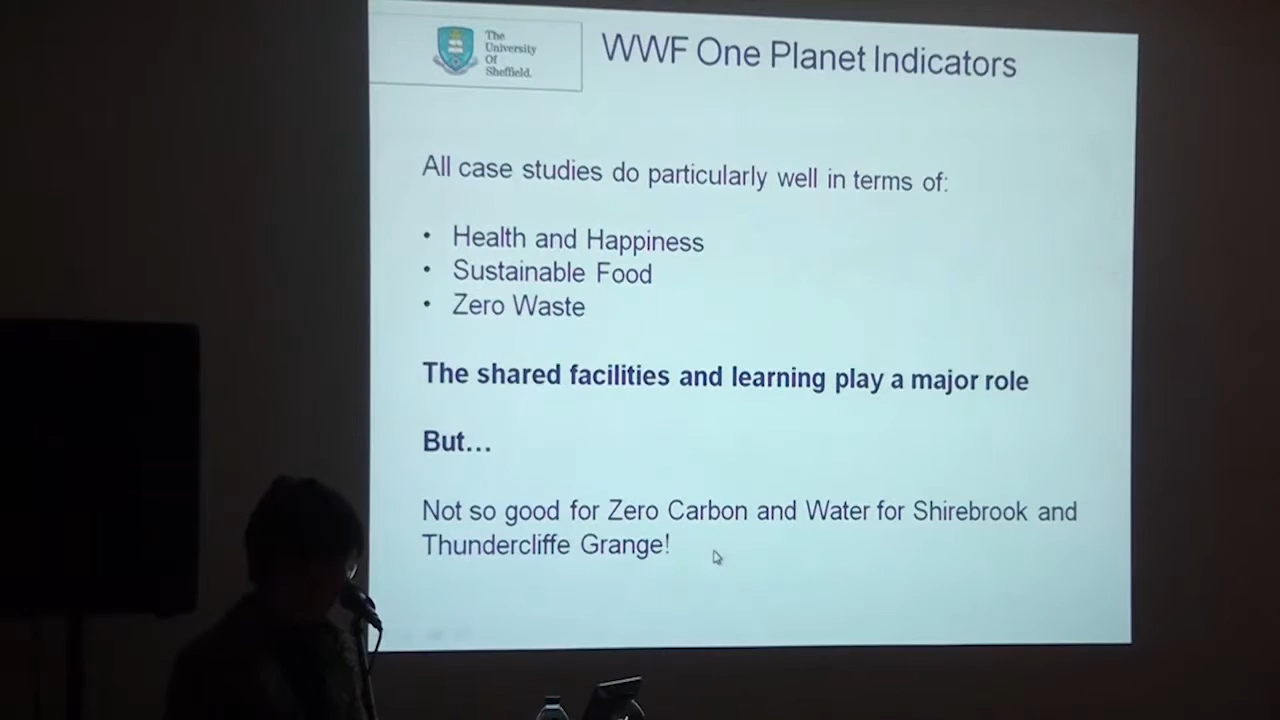 The
University
Of
Sheffield.
WWF One Planet Indicators
All case studies do particularly well in terms of:
• Health and Happiness
• Sustainable Food
• Zero Waste
The shared facilities and learning play a major role
But...
Not so good for Zero Carbon and Water for Shirebrook and
Thundercliffe Grange!